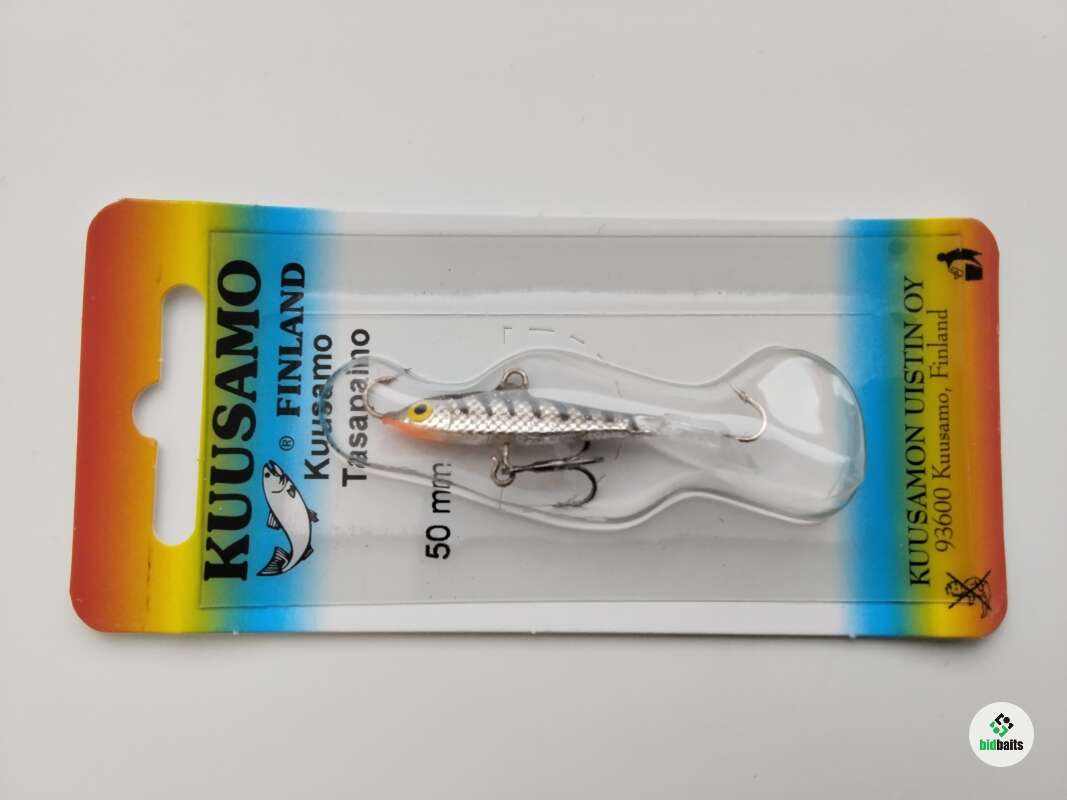 KUUSAMO
® FINLAND
Kuusamo
Tasapaino
50 mm
KUUSAMON UISTIN OY
93600 Kuusamo, Finland
bidbaits